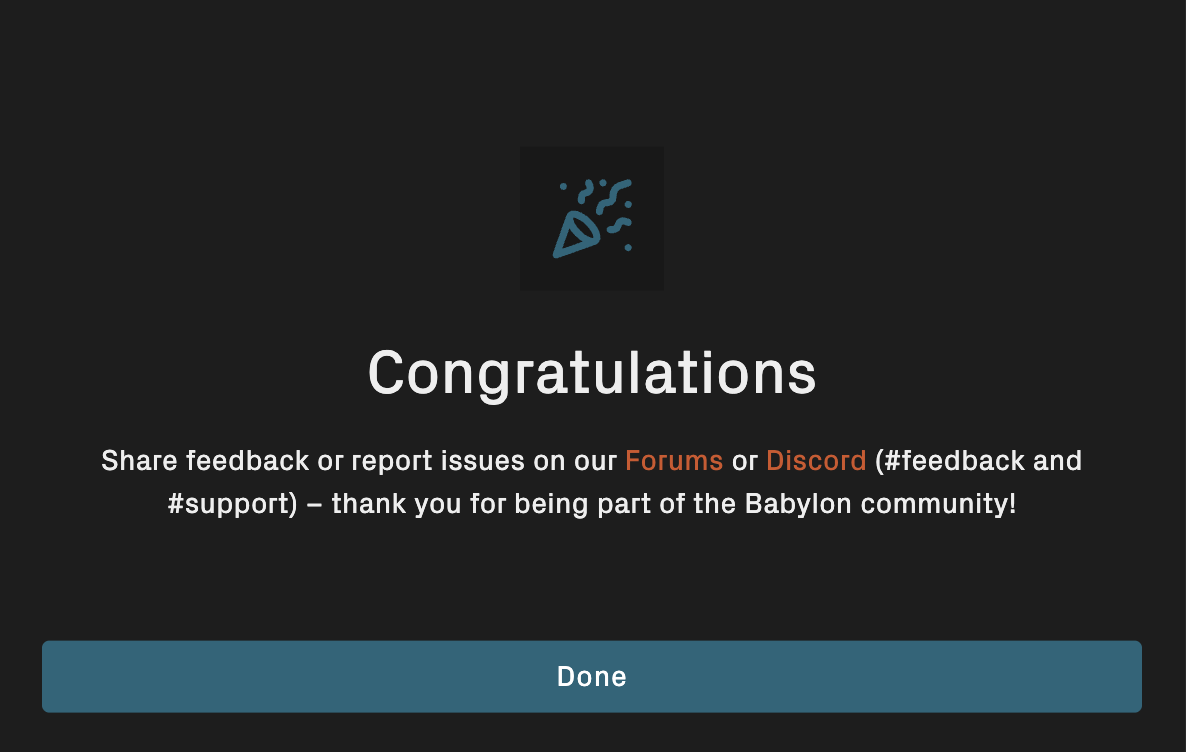 Congratulations
Share feedback or report issues on our Forums or Discord (#feedback and
#support) – thank you for being part of the Babylon community!
Done